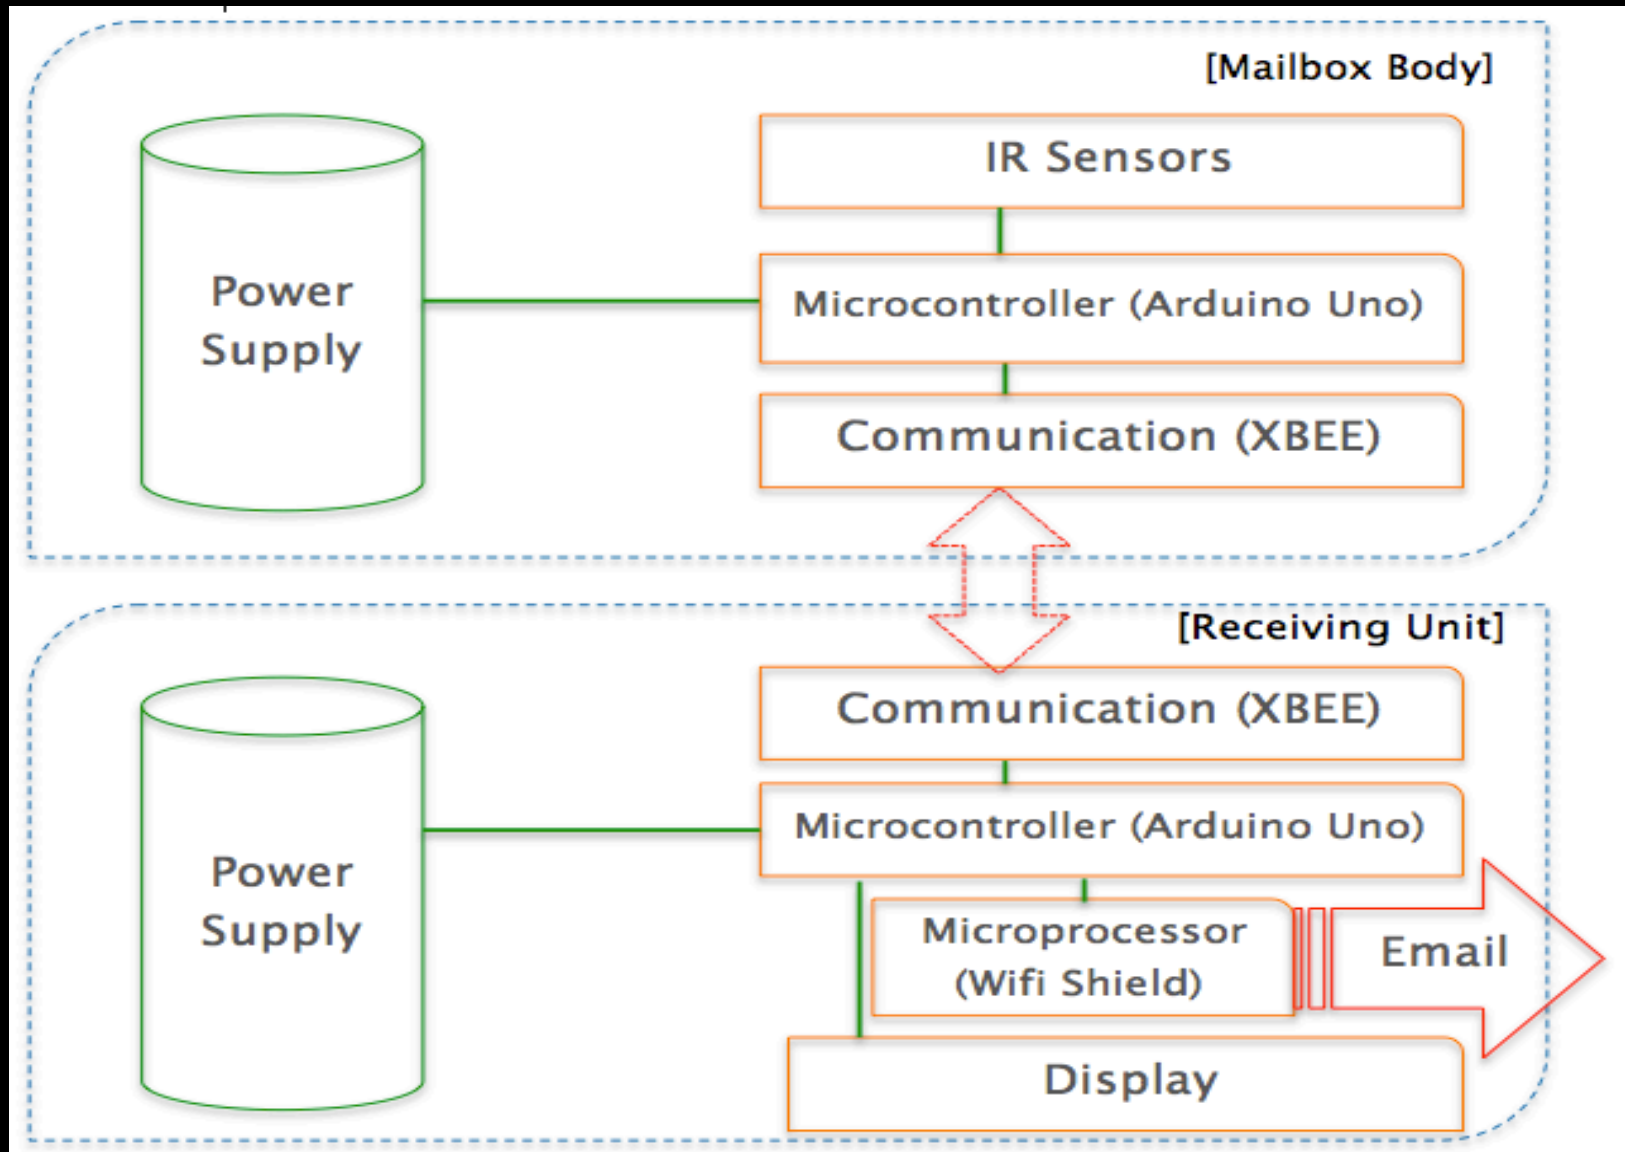 [Mailbox Body]
IR Sensors
Power
Supply
Microcontroller (Arduino Uno)
Communication (XBEE)
[Receiving Unit]
Communication (XBEE)
Microcontroller (Arduino Uno)
Power
Supply
Microprocessor
(Wifi Shield)
Email
Display